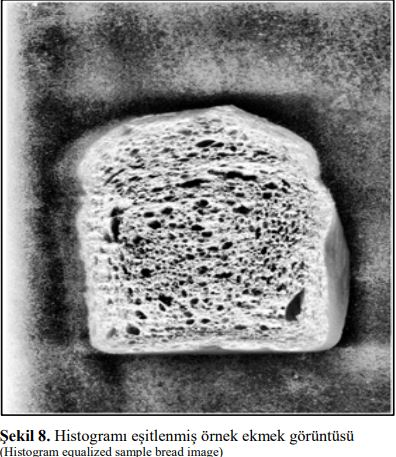 Şekil 8. Histogramı eşitlenmiş örnek ekmek görüntüsü
(Histogram equalized sample bread image)